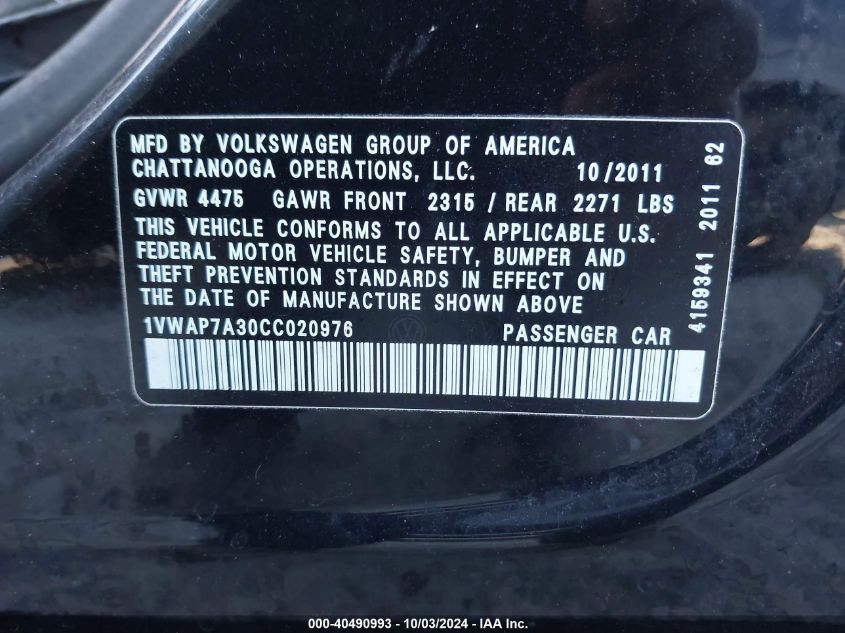 MFD BY VOLKSWAGEN GROUP OF AMERICA
CHATTANOOGA OPERATIONS, LLC. 10/2011
GVWR 4475 GAWR FRONT 2315 / REAR 2271 LBS
THIS VEHICLE CONFORMS TO ALL APPLICABLE U.S.
FEDERAL MOTOR VEHICLE SAFETY, BUMPER AND
THEFT PREVENTION STANDARDS IN EFFECT ON
THE DATE OF MANUFACTURE SHOWN ABOVE
1VWAP7A30CC020976 PASSENGER CAR
4159341 2011 62
000-40490993 - 10/03/2024 - IAA Inc.